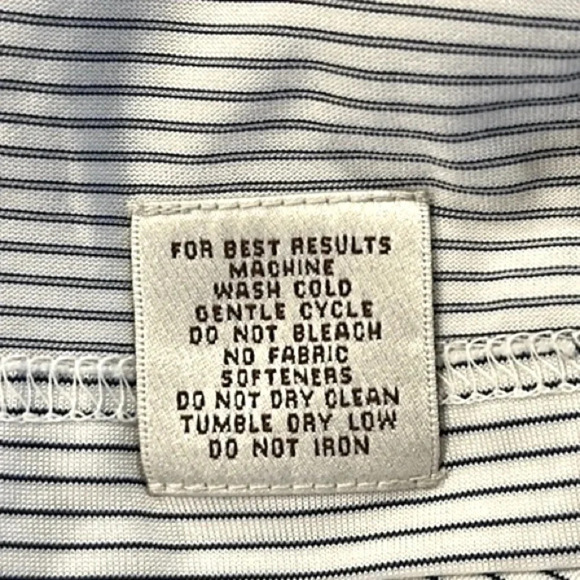 FOR BEST RESULTS
MACHINE
WASH COLD
GENTLE CYCLE
DO NOT BLEACH
NO FABRIC
SOFTENERS
DO NOT DRY CLEAN
TUMBLE DRY LOW
DO NOT IRON